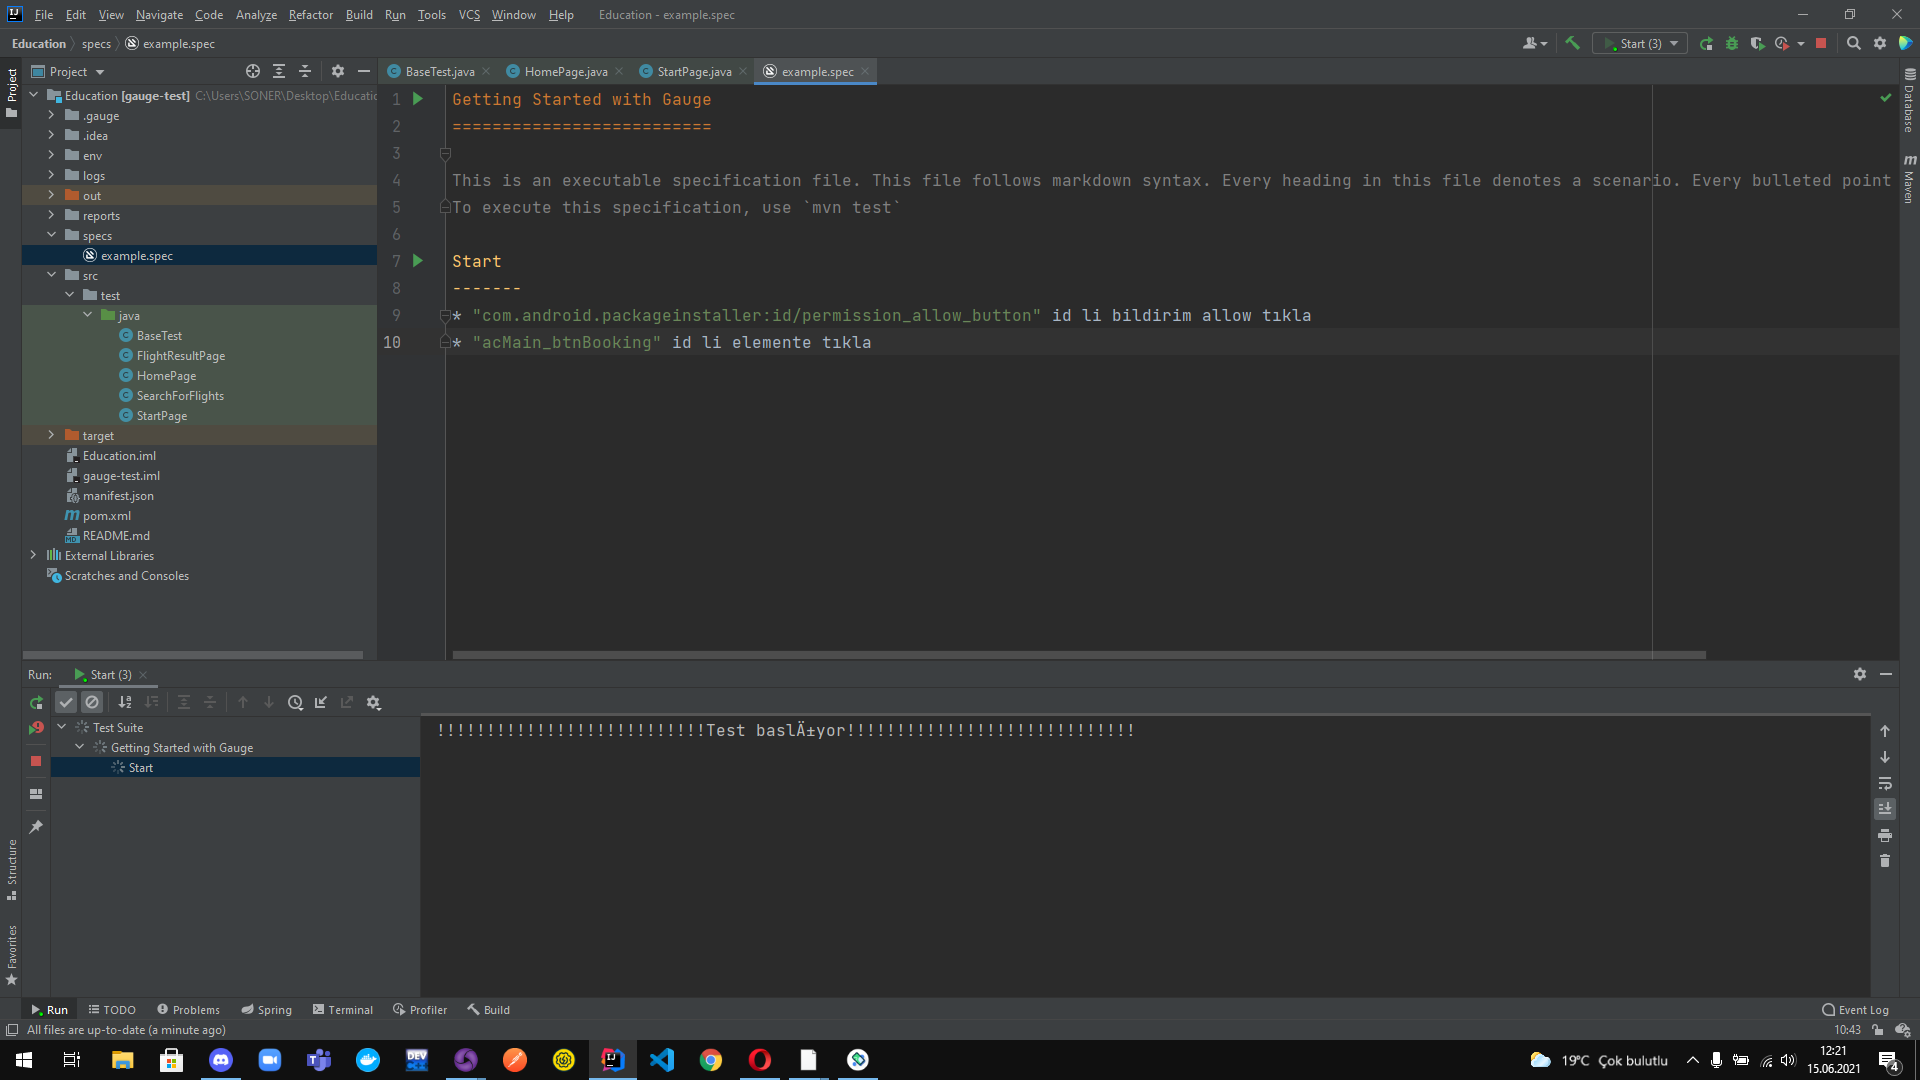 File Edit View Navigate Code Analyze Refactor Build Run Tools VCS Window Help Education - example.spec
Education specs example.spec
Start (3)
Project
BaseTest.java HomePage.java StartPage.java example.spec
Education [gauge-test] C:\Users\SONER\Desktop\Educatio
.gauge
.idea
env
logs
out
reports
specs
example.spec
src
test
java
BaseTest
FlightResultPage
HomePage
SearchForFlights
StartPage
target
Education.iml
gauge-test.iml
manifest.json
pom.xml
README.md
External Libraries
Scratches and Consoles
1 Getting Started with Gauge
2 ==========================
3
4 This is an executable specification file. This file follows markdown syntax. Every heading in this file denotes a scenario. Every bulleted point
5 To execute this specification, use `mvn test`
6
7 Start
8 -------
9 * "com.android.packageinstaller:id/permission_allow_button" id li bildirim allow tıkla
10 * "acMain_btnBooking" id li elemente tıkla
Project
Structure
Favorites
Database
Maven
Run: Start (3)
Test Suite
Getting Started with Gauge
Start
!!!!!!!!!!!!!!!!!!!!!!!!!!!Test baslÄ±yor!!!!!!!!!!!!!!!!!!!!!!!!!!!!!
Run TODO Problems Spring Terminal Profiler Build Event Log
All files are up-to-date (a minute ago) 10:43
19°C Çok bulutlu
12:21
15.06.2021
4